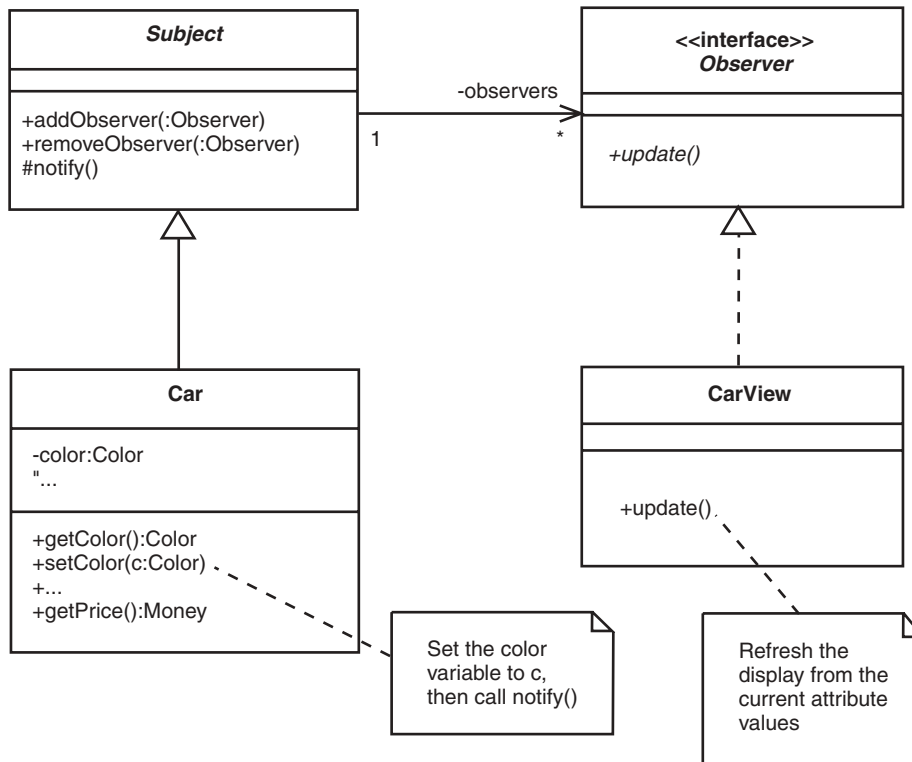 Subject
+addObserver(:Observer)
+removeObserver(:Observer)
#notify()
-observers
1
*
<<interface>>
Observer
+update()
Car
-color:Color
"...
+getColor():Color
+setColor(c:Color)
+...
+getPrice():Money
CarView
+update()
Set the color
variable to c,
then call notify()
Refresh the
display from the
current attribute
values